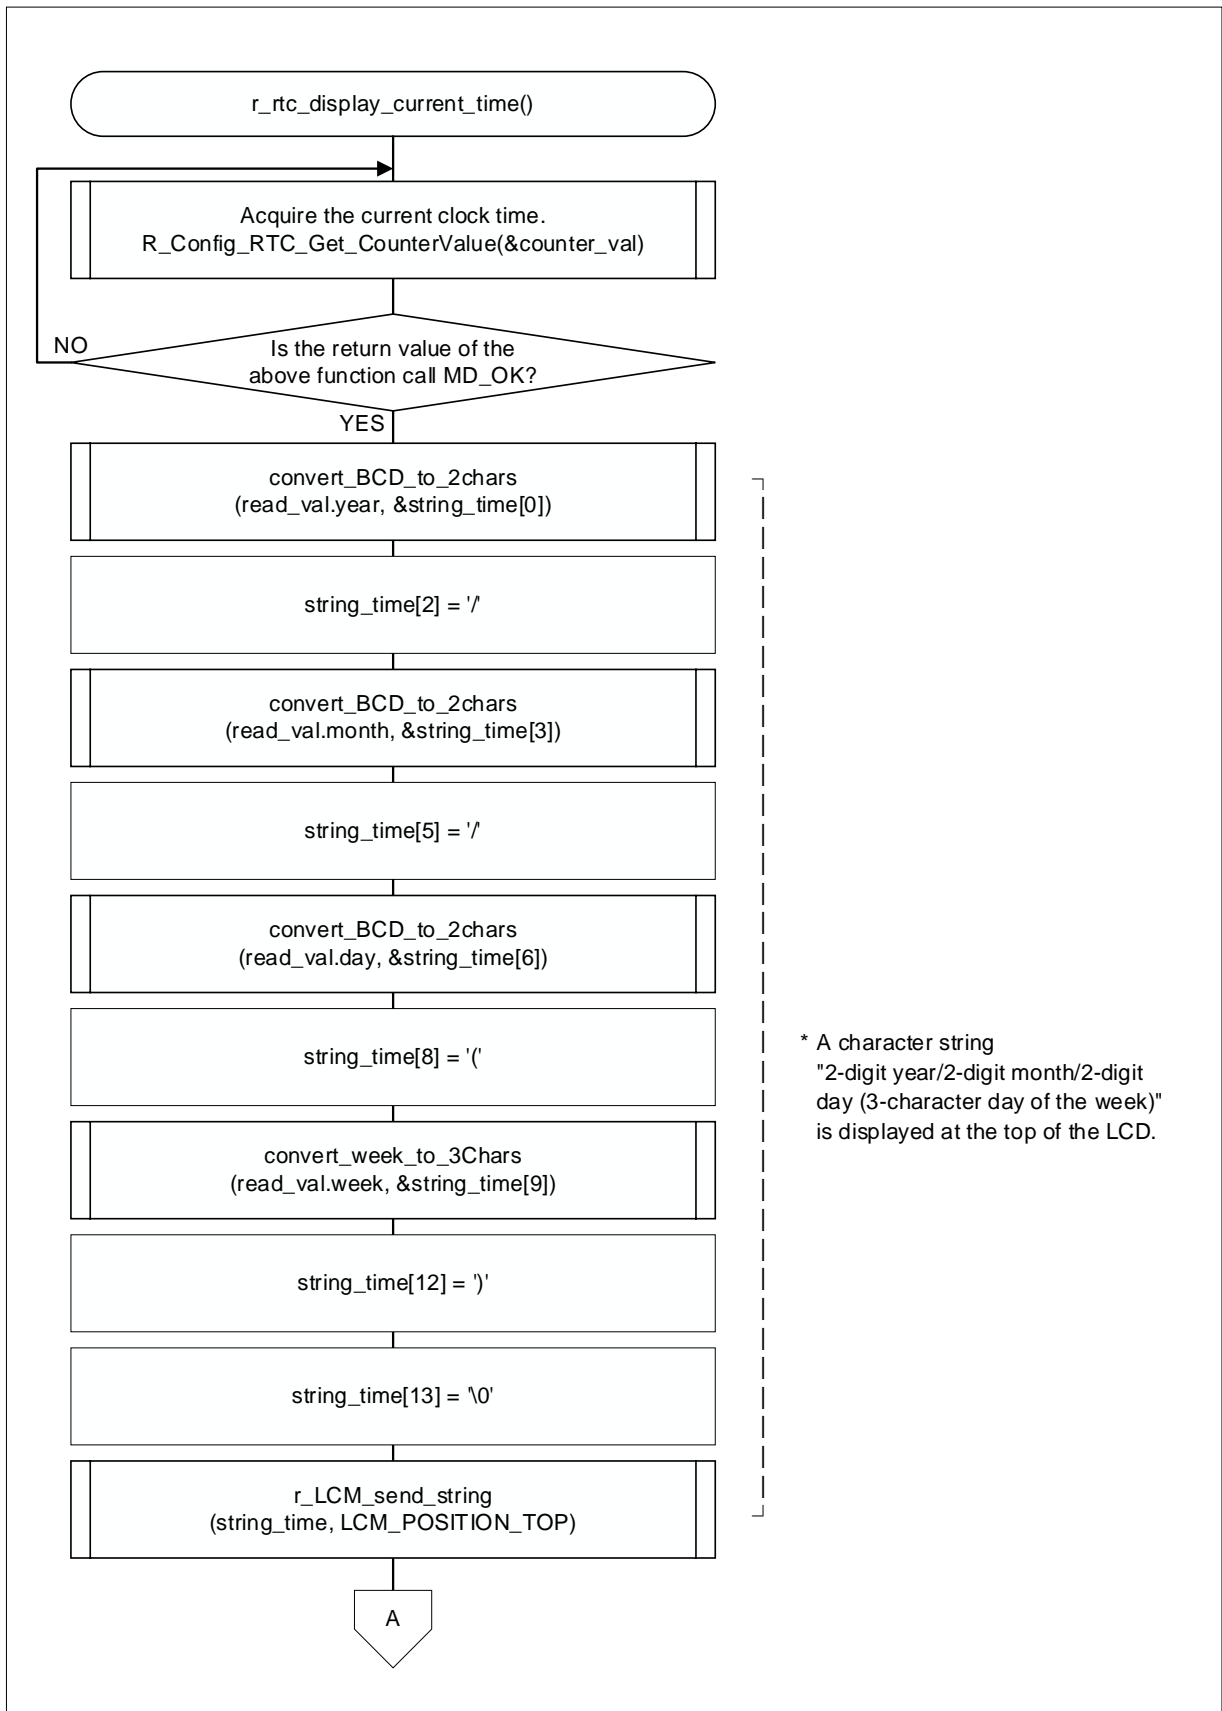 r_rtc_display_current_time()
Acquire the current clock time.
R_Config_RTC_Get_CounterValue(&counter_val)
NO
Is the return value of the
above function call MD_OK?
YES
convert_BCD_to_2chars
(read_val.year, &string_time[0])
string_time[2] = '/'
convert_BCD_to_2chars
(read_val.month, &string_time[3])
string_time[5] = '/'
convert_BCD_to_2chars
(read_val.day, &string_time[6])
string_time[8] = '('
* A character string
"2-digit year/2-digit month/2-digit
day (3-character day of the week)"
is displayed at the top of the LCD.
convert_week_to_3Chars
(read_val.week, &string_time[9])
string_time[12] = ')'
string_time[13] = '\0'
r_LCM_send_string
(string_time, LCM_POSITION_TOP)
A